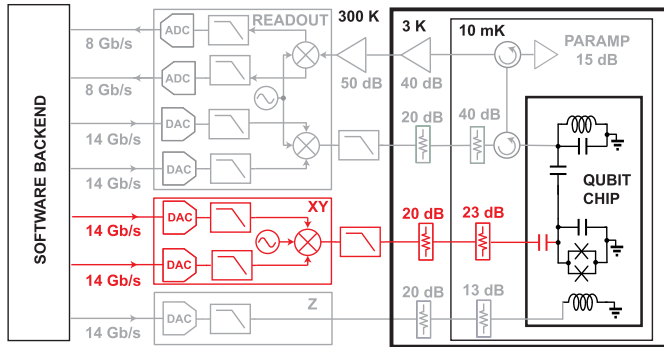 SOFTWARE BACKEND
READOUT
300 K
3 K
10 mK
8 Gb/s
ADC
50 dB
40 dB
PARAMP
15 dB
8 Gb/s
ADC
14 Gb/s
DAC
20 dB
40 dB
14 Gb/s
DAC
QUBIT
CHIP
XY
14 Gb/s
DAC
20 dB
23 dB
14 Gb/s
DAC
Z
14 Gb/s
DAC
20 dB
13 dB